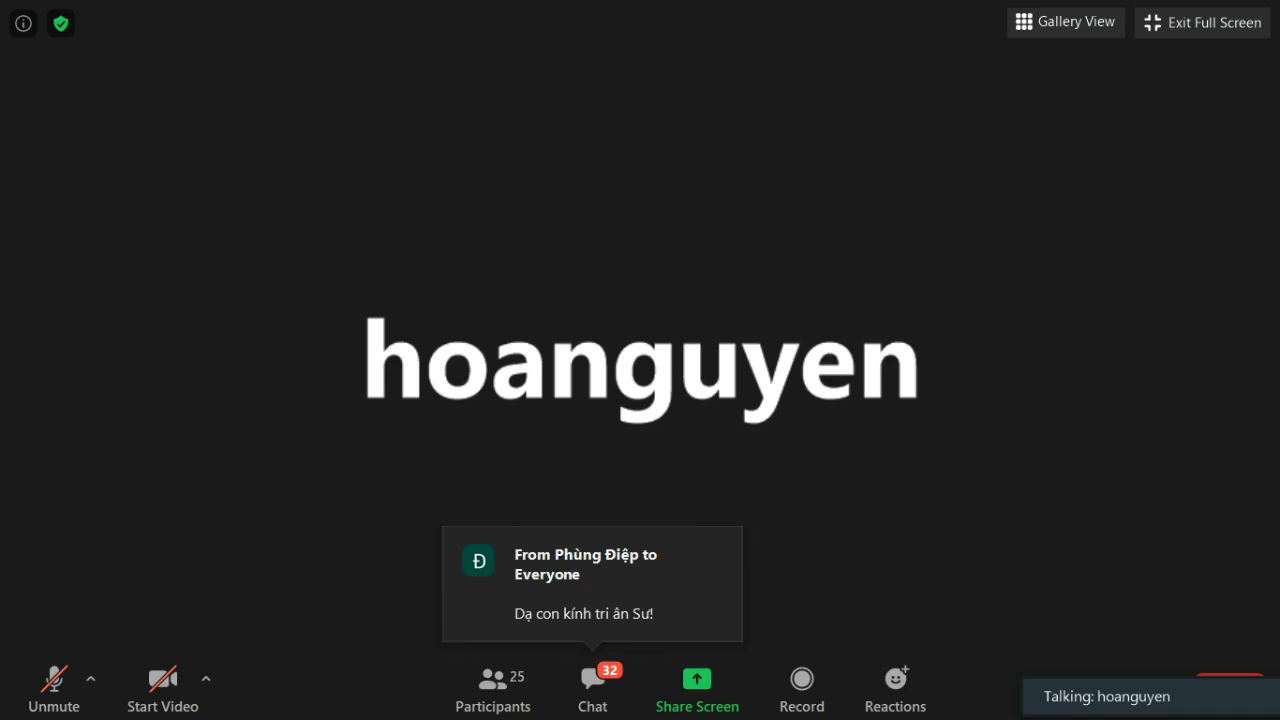 Gallery View
Exit Full Screen
hoanguyen
Đ
From Phùng Điệp to
Everyone
Dạ con kính tri ân Sư!
25
32
Unmute
Start Video
Participants
Chat
Share Screen
Record
Reactions
Talking: hoanguyen